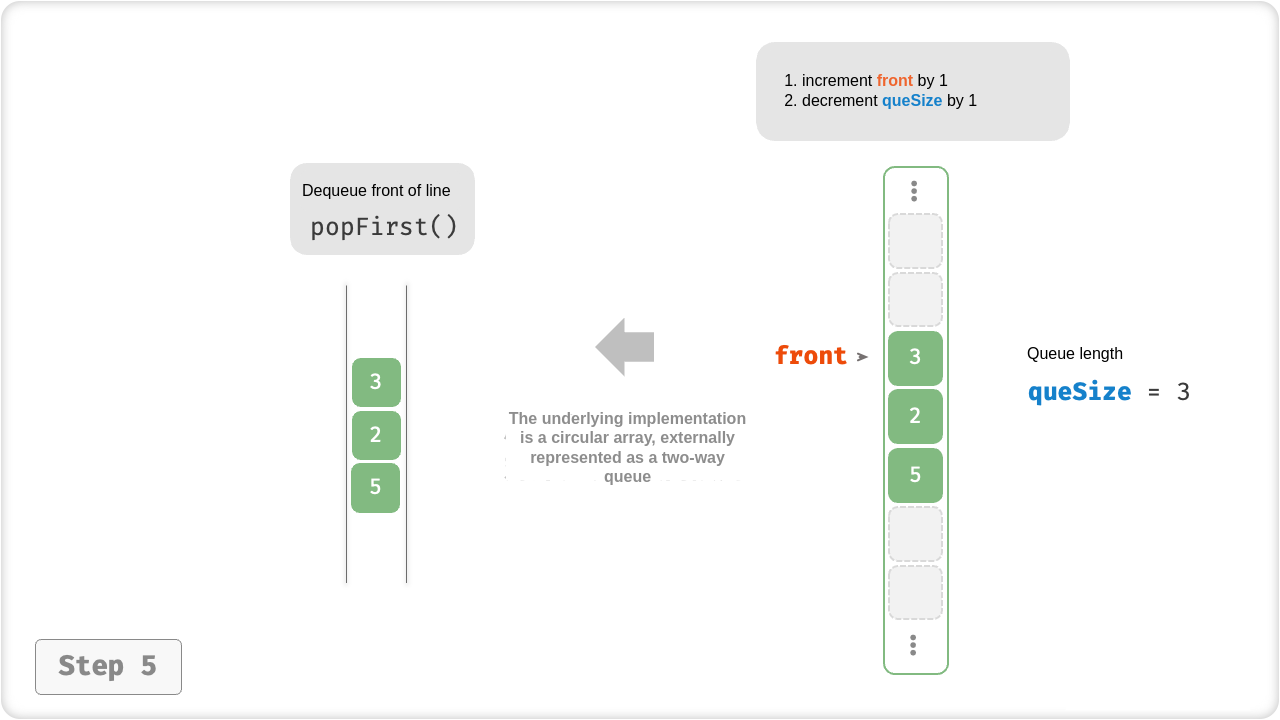 1. increment front by 1
2. decrement queSize by 1
Dequeue front of line
popFirst()
3
2
5
The underlying implementation
is a circular array, externally
represented as a two-way
queue
front
3
2
5
Queue length
queSize = 3
Step 5